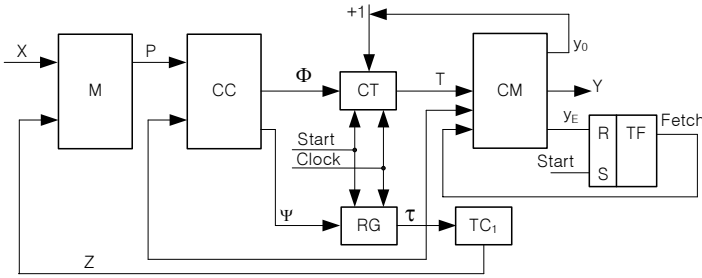 +1
y0
X
P
M
CC
Φ
CT
T
CM
Y
yE
R
TF
Fetch
Start
S
Start
Clock
Ψ
RG
τ
TC1
Z